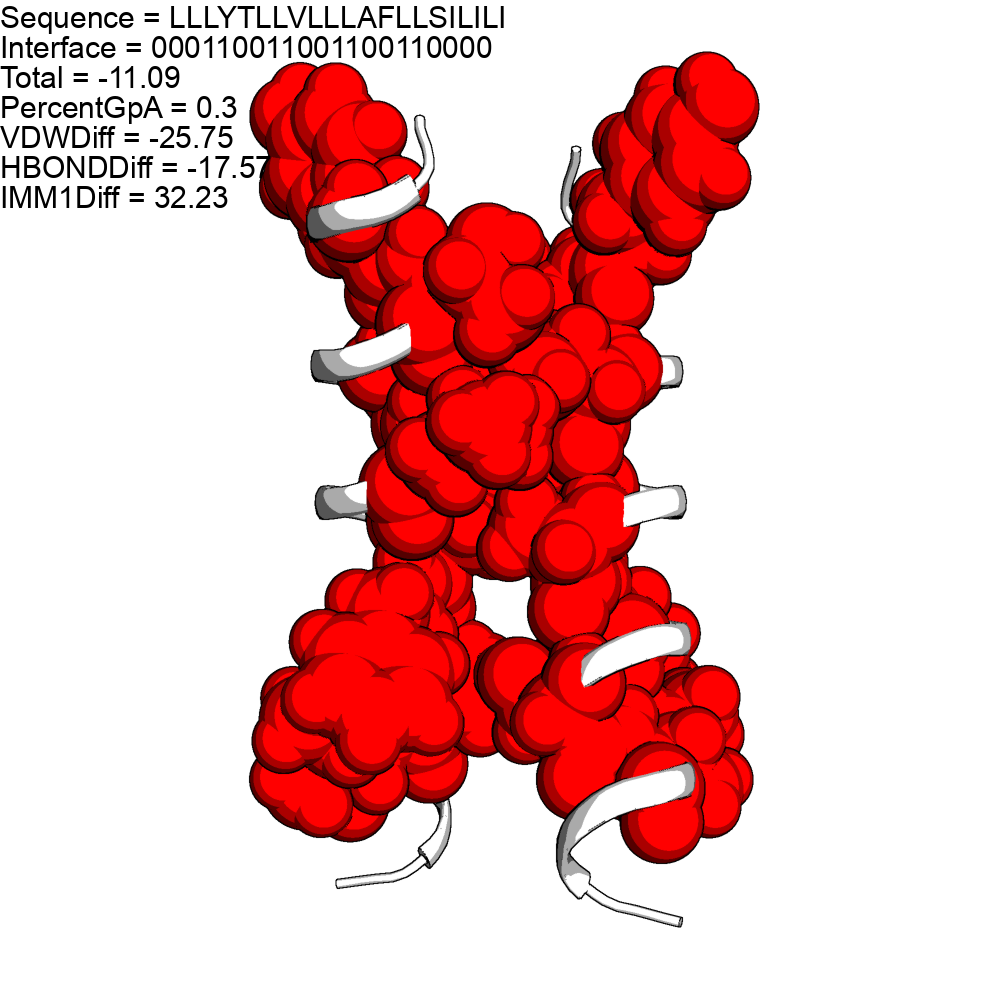 Sequence = LLLYTLLVLLLAFLLSILILI
Interface = 000110011001100110000
Total = -11.09
PercentGpA = 0.3
VDWDiff = -25.75
HBONDDiff = -17.57
IMM1Diff = 32.23